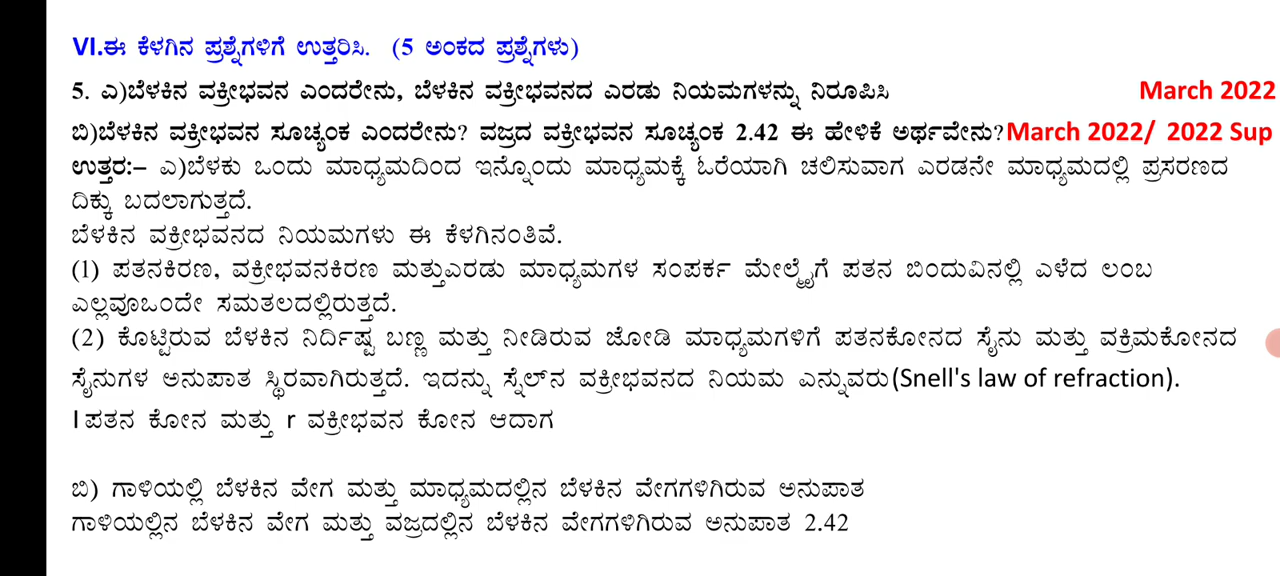 VI.ಈ ಕೆಳಗಿನ ಪ್ರಶ್ನೆಗಳಿಗೆ ಉತ್ತರಿಸಿ. (5 ಅಂಕದ ಪ್ರಶ್ನೆಗಳು)
5. ಎ)ಬೆಳಕಿನ ವಕ್ರೀಭವನ ಎಂದರೇನು, ಬೆಳಕಿನ ವಕ್ರೀಭವನದ ಎರಡು ನಿಯಮಗಳನ್ನು ನಿರೂಪಿಸಿ March 2022
ಬಿ)ಬೆಳಕಿನ ವಕ್ರೀಭವನ ಸೂಚ್ಯಂಕ ಎಂದರೇನು? ವಜ್ರದ ವಕ್ರೀಭವನ ಸೂಚ್ಯಂಕ 2.42 ಈ ಹೇಳಿಕೆ ಅರ್ಥವೇನು?March 2022/ 2022 Sup
ಉತ್ತರ:– ಎ)ಬೆಳಕು ಒಂದು ಮಾಧ್ಯಮದಿಂದ ಇನ್ನೊಂದು ಮಾಧ್ಯಮಕ್ಕೆ ಓರೆಯಾಗಿ ಚಲಿಸುವಾಗ ಎರಡನೇ ಮಾಧ್ಯಮದಲ್ಲಿ ಪ್ರಸರಣದ
ದಿಕ್ಕು ಬದಲಾಗುತ್ತದೆ.
ಬೆಳಕಿನ ವಕ್ರೀಭವನದ ನಿಯಮಗಳು ಈ ಕೆಳಗಿನಂತಿವೆ.
(1) ಪತನಕಿರಣ, ವಕ್ರೀಭವನಕಿರಣ ಮತ್ತುಎರಡು ಮಾಧ್ಯಮಗಳ ಸಂಪರ್ಕ ಮೇಲ್ಮೈಗೆ ಪತನ ಬಿಂದುವಿನಲ್ಲಿ ಎಳೆದ ಲಂಬ
ಎಲ್ಲವೂಒಂದೇ ಸಮತಲದಲ್ಲಿರುತ್ತದೆ.
(2) ಕೊಟ್ಟಿರುವ ಬೆಳಕಿನ ನಿರ್ದಿಷ್ಟ ಬಣ್ಣ ಮತ್ತು ನೀಡಿರುವ ಜೋಡಿ ಮಾಧ್ಯಮಗಳಿಗೆ ಪತನಕೋನದ ಸೈನು ಮತ್ತು ವಕ್ರಿಮಕೋನದ
ಸೈನುಗಳ ಅನುಪಾತ ಸ್ಥಿರವಾಗಿರುತ್ತದೆ. ಇದನ್ನು ಸ್ನೆಲ್‌ನ ವಕ್ರೀಭವನದ ನಿಯಮ ಎನ್ನುವರು(Snell's law of refraction).
Iಪತನ ಕೋನ ಮತ್ತು r ವಕ್ರೀಭವನ ಕೋನ ಆದಾಗ
ಬಿ) ಗಾಳಿಯಲ್ಲಿ ಬೆಳಕಿನ ವೇಗ ಮತ್ತು ಮಾಧ್ಯಮದಲ್ಲಿನ ಬೆಳಕಿನ ವೇಗಗಳಿಗಿರುವ ಅನುಪಾತ
ಗಾಳಿಯಲ್ಲಿನ ಬೆಳಕಿನ ವೇಗ ಮತ್ತು ವಜ್ರದಲ್ಲಿನ ಬೆಳಕಿನ ವೇಗಗಳಿಗಿರುವ ಅನುಪಾತ 2.42